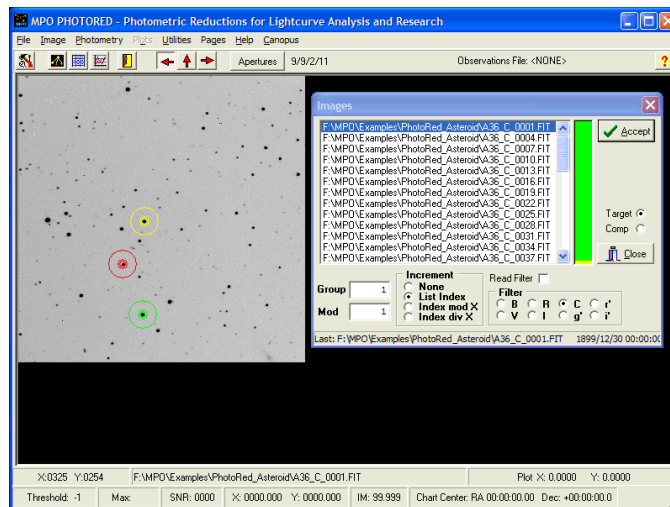 MPO PHOTORED - Photometric Reductions for Lightcurve Analysis and Research
File Image Photometry Plots Utilities Pages Help Canopus
Apertures 9/9/2/11 Observations File: <NONE> ?
Images
F:\MPO\Examples\PhotoRed_Asteroid\A36_C_0001.FIT
F:\MPO\Examples\PhotoRed_Asteroid\A36_C_0004.FIT
F:\MPO\Examples\PhotoRed_Asteroid\A36_C_0007.FIT
F:\MPO\Examples\PhotoRed_Asteroid\A36_C_0010.FIT
F:\MPO\Examples\PhotoRed_Asteroid\A36_C_0013.FIT
F:\MPO\Examples\PhotoRed_Asteroid\A36_C_0016.FIT
F:\MPO\Examples\PhotoRed_Asteroid\A36_C_0019.FIT
F:\MPO\Examples\PhotoRed_Asteroid\A36_C_0022.FIT
F:\MPO\Examples\PhotoRed_Asteroid\A36_C_0025.FIT
F:\MPO\Examples\PhotoRed_Asteroid\A36_C_0028.FIT
F:\MPO\Examples\PhotoRed_Asteroid\A36_C_0031.FIT
F:\MPO\Examples\PhotoRed_Asteroid\A36_C_0034.FIT
F:\MPO\Examples\PhotoRed_Asteroid\A36_C_0037.FIT
Accept
Target
Comp
Close
Group 1
Mod 1
Increment
None
List Index
Index mod X
Index div X
Read Filter
Filter
B R C r'
V I g' i'
Last: F:\MPO\Examples\PhotoRed_Asteroid\A36_C_0001.FIT 1899/12/30 00:00:00
X:0325 Y:0254 F:\MPO\Examples\PhotoRed_Asteroid\A36_C_0001.FIT Plot X: 0.0000 Y: 0.0000
Threshold: -1 Max: SNR: 0000 X: 0000.000 Y: 0000.000 IM: 99.999 Chart Center: RA 00:00:00.00 Dec: +00:00:00.0